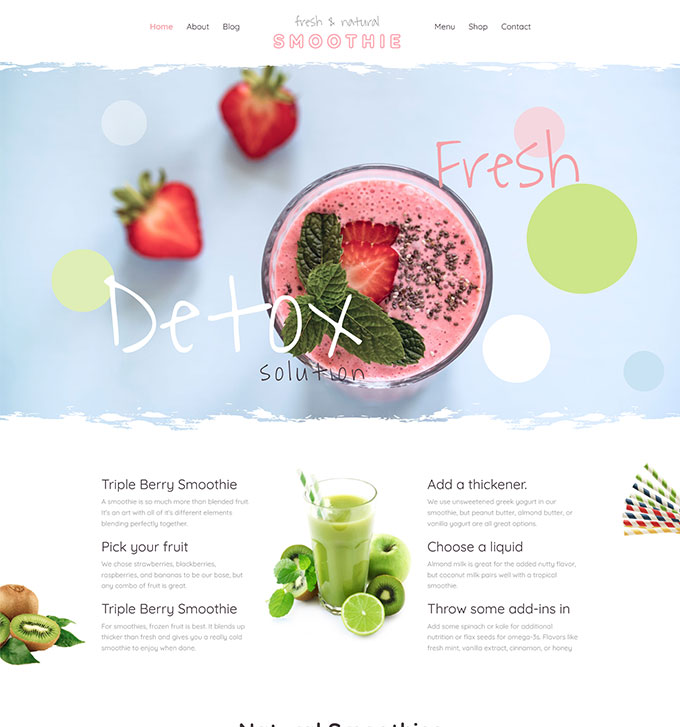 fresh & natural
Home About Blog SMOOTHIE Menu Shop Contact
Fresh
Detox
solution
Triple Berry Smoothie
A smoothie is so much more than blended fruit.
It's an art with all of it's different elements
blending perfectly together.
Pick your fruit
We chose strawberries, blackberries,
raspberries, and bananas to be our base, but
any combo of fruit is great.
Triple Berry Smoothie
For smoothies, frozen fruit is best. It blends up
thicker than fresh and gives you a really cold
smoothie to enjoy when done.
Add a thickener.
We use unsweetened greek yogurt in our
smoothie, but peanut butter, almond butter, or
vanilla yogurt are all great options.
Choose a liquid
Almond milk is great for the added nutty flavor,
but coconut milk pairs well with a tropical
smoothie.
Throw some add-ins in
Add some spinach or kale for additional
nutrition or flax seeds for omega-3s. Flavors like
fresh mint, vanilla extract, cinnamon, or honey
Natural Smoothies